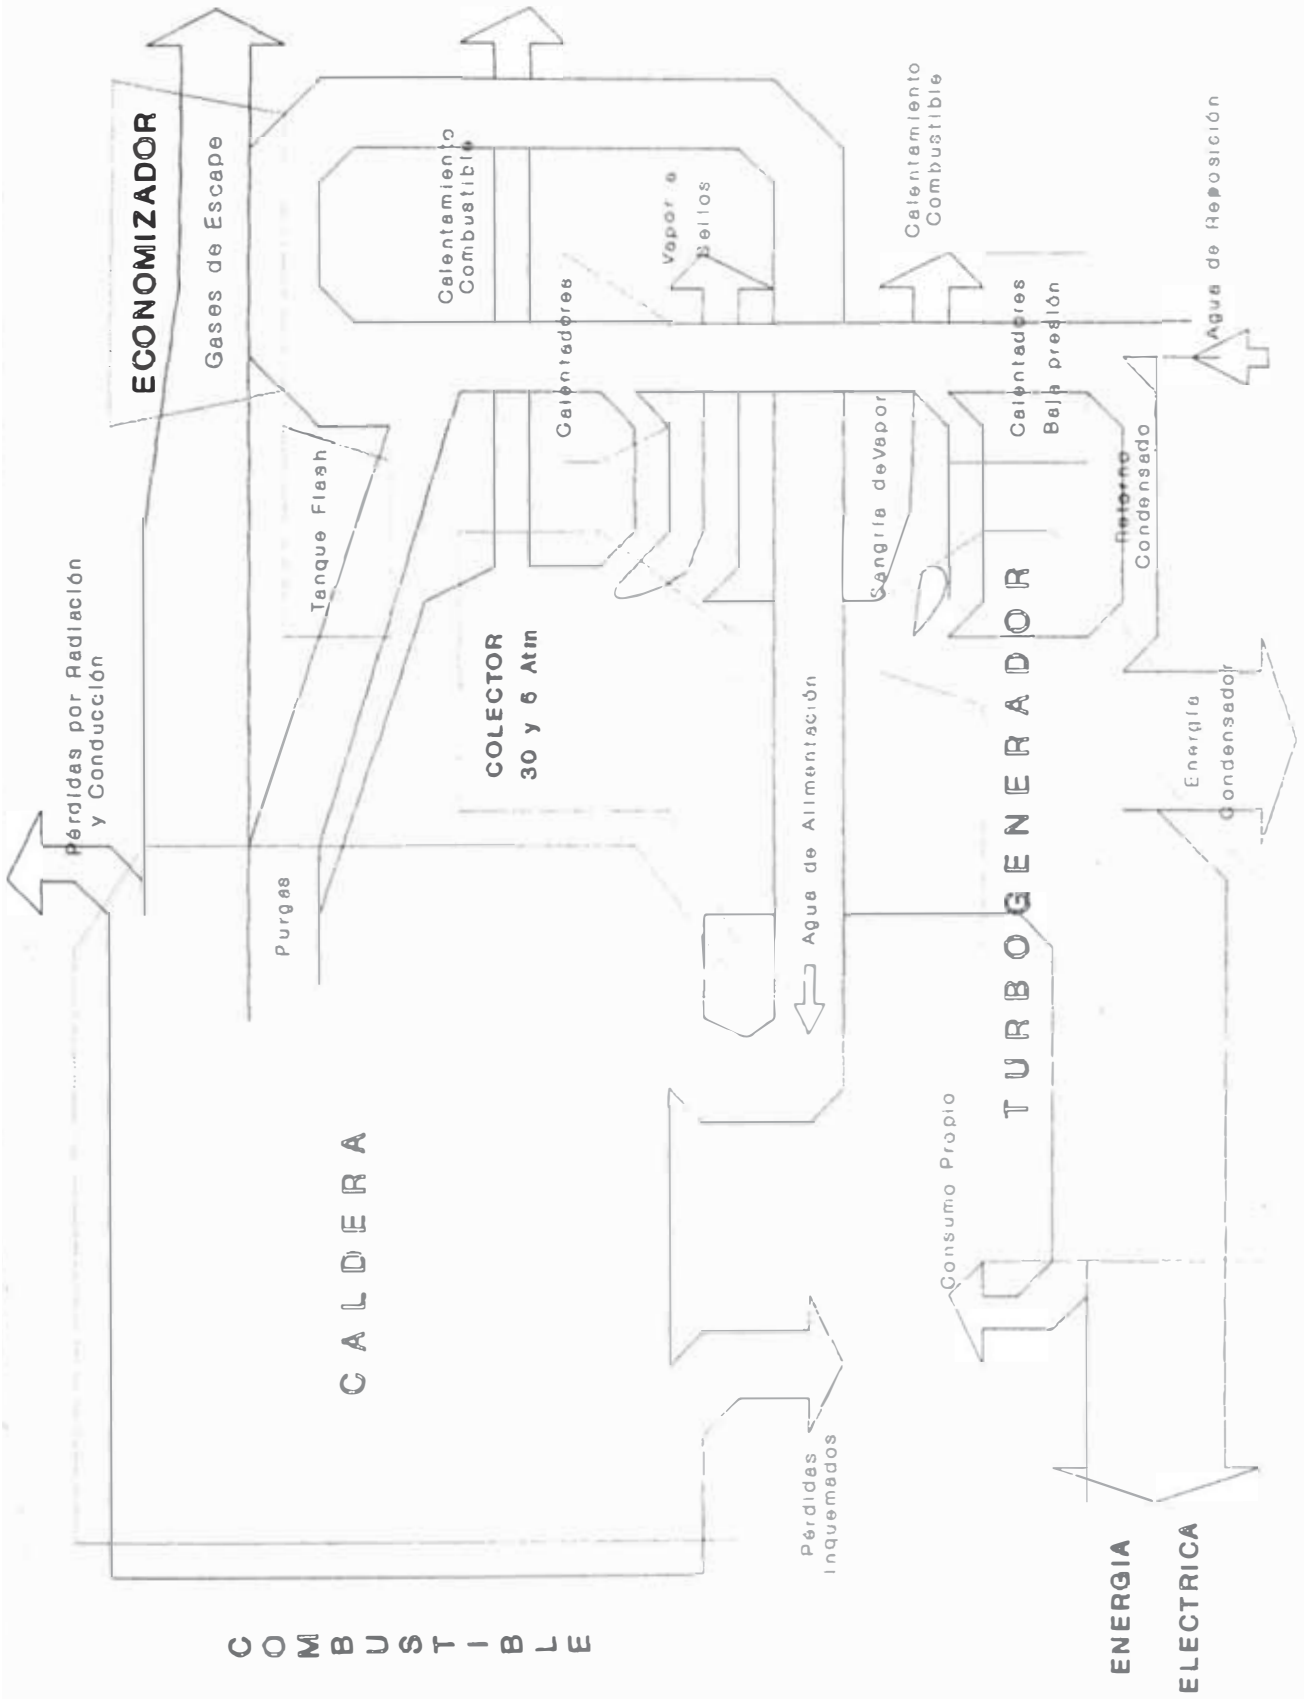 COMBUSTIBLE
CALDERA
Pérdidas por Radiación
y Conducción
Purgas
ECONOMIZADOR
Gases de Escape
Tanque Flash
Calentamiento
Combustible
COLECTOR
30 y 6 Atm
Calentadores
Vapor a
Sellos
Agua de Alimentación
Sangría de Vapor
Calentamiento
Combustible
Calentadores
Baja presión
Agua de Reposición
Retorno
Condensado
TURBOGENERADOR
Energía
Condensador
Consumo Propio
Pérdidas
Inquemados
ENERGIA
ELECTRICA